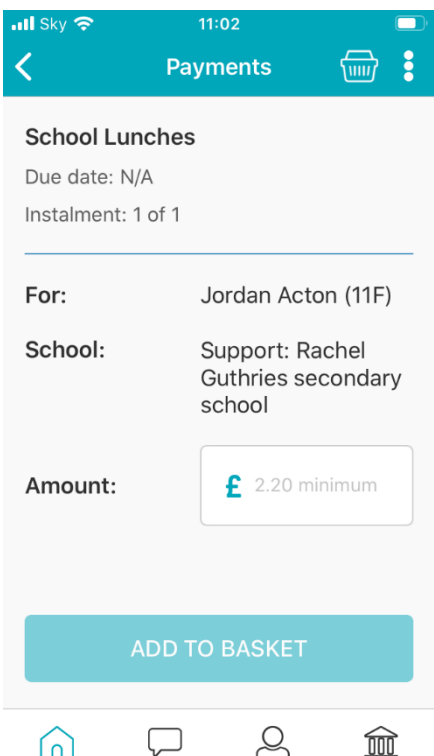 Sky 11:02
Payments
School Lunches
Due date: N/A
Instalment: 1 of 1
For: Jordan Acton (11F)
School: Support: Rachel
Guthries secondary
school
Amount: £ 2.20 minimum
ADD TO BASKET